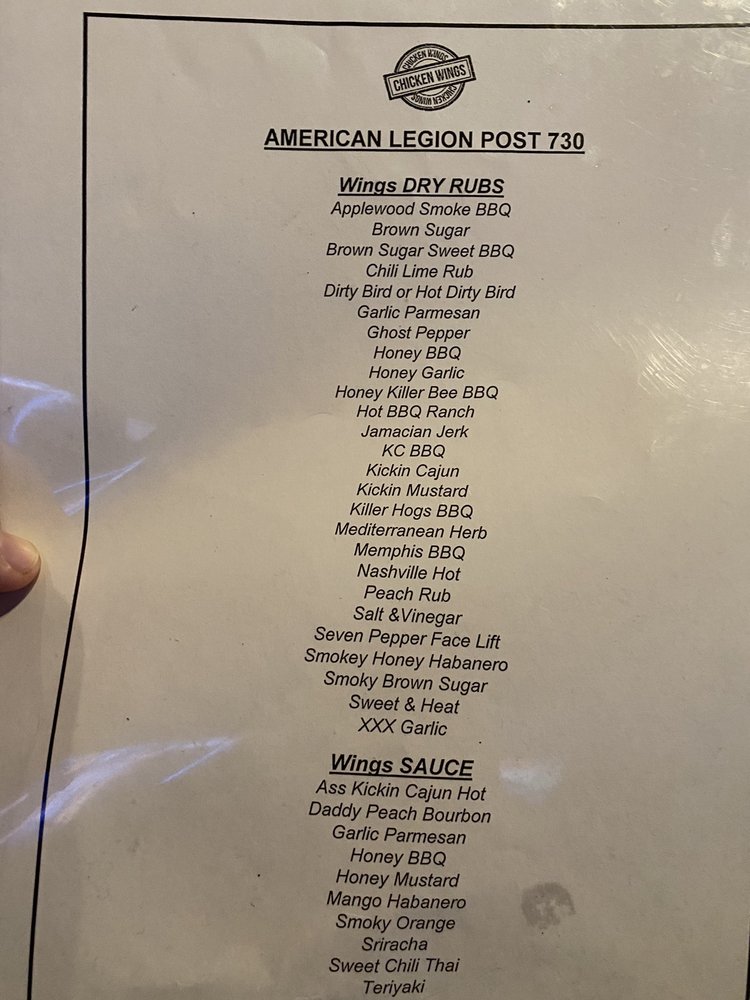 CHICKEN WINGS
CHICKEN WINGS
CHICKEN WINGS
AMERICAN LEGION POST 730
Wings DRY RUBS
Applewood Smoke BBQ
Brown Sugar
Brown Sugar Sweet BBQ
Chili Lime Rub
Dirty Bird or Hot Dirty Bird
Garlic Parmesan
Ghost Pepper
Honey BBQ
Honey Garlic
Honey Killer Bee BBQ
Hot BBQ Ranch
Jamacian Jerk
KC BBQ
Kickin Cajun
Kickin Mustard
Killer Hogs BBQ
Mediterranean Herb
Memphis BBQ
Nashville Hot
Peach Rub
Salt &Vinegar
Seven Pepper Face Lift
Smokey Honey Habanero
Smoky Brown Sugar
Sweet & Heat
XXX Garlic
Wings SAUCE
Ass Kickin Cajun Hot
Daddy Peach Bourbon
Garlic Parmesan
Honey BBQ
Honey Mustard
Mango Habanero
Smoky Orange
Sriracha
Sweet Chili Thai
Teriyaki